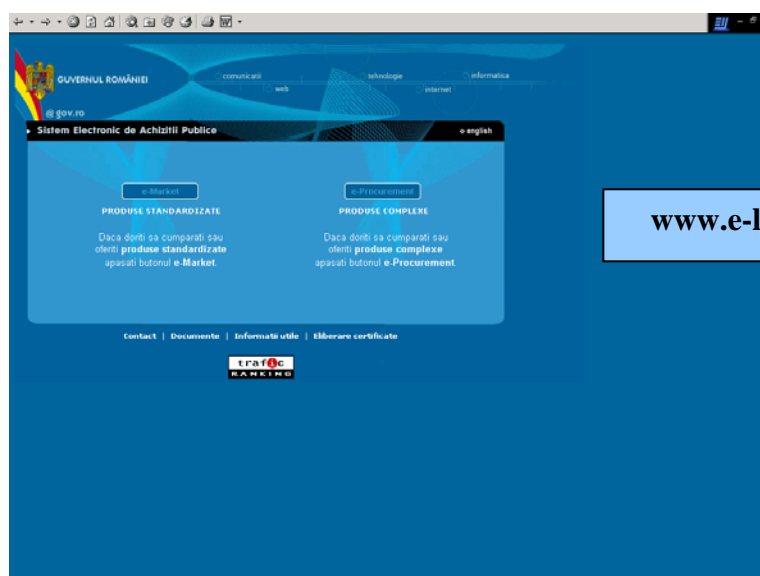 GUVERNUL ROMÂNIEI
comunicatii
tehnologie
informatica
web
internet
@ gov.ro
Sistem Electronic de Achizitii Publice
english
e-Market
e-Procurement
PRODUSE STANDARDIZATE
PRODUSE COMPLEXE
Daca doriti sa cumparati sau
oferiti produse standardizate
apasati butonul e-Market.
Daca doriti sa cumparati sau
oferiti produse complexe
apasati butonul e-Procurement.
www.e-l
Contact | Documente | Informatii utile | Eliberare certificate
trafic
RANKING